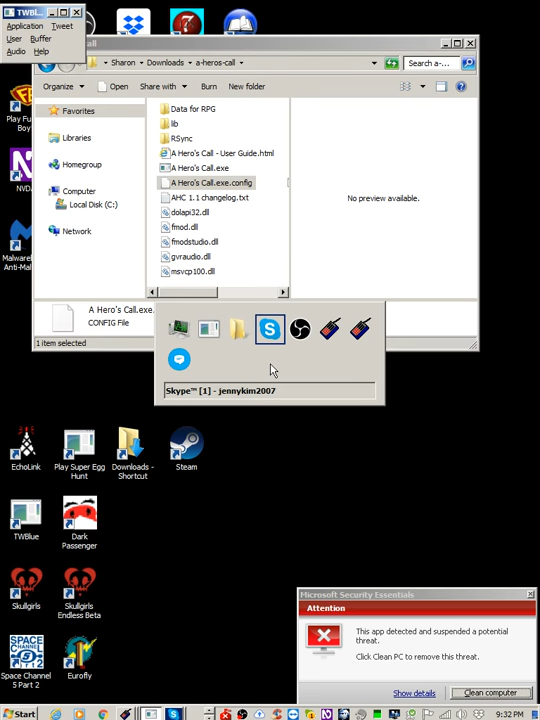 TWBl...
Application Tweet
User Buffer
Audio Help
Sharon Downloads a-heros-call
Search a-...
Organize Open Share with Burn New folder
Favorites
Libraries
Homegroup
Computer
Local Disk (C:)
Network
Data for RPG
lib
RSync
A Hero's Call - User Guide.html
A Hero's Call.exe
A Hero's Call.exe.config
AHC 1.1 changelog.txt
dolapi32.dll
fmod.dll
fmodstudio.dll
gvraudio.dll
msvcp100.dll
No preview available.
A Hero's Call.exe.
CONFIG File
1 item selected
Skype™ [1] - jennykim2007
Play Fu
Boy
NVD
Malware
Anti-Mal
EchoLink
Play Super Egg
Hunt
Downloads -
Shortcut
Steam
TWBlue
Dark
Passenger
Skullgirls
Skullgirls
Endless Beta
SPACE
CHANNEL
5
Space Channel
5 Part 2
Eurofly
Microsoft Security Essentials
Attention
This app detected and suspended a potential
threat.
Click Clean PC to remove this threat.
Show details
Clean computer
Start
9:32 PM